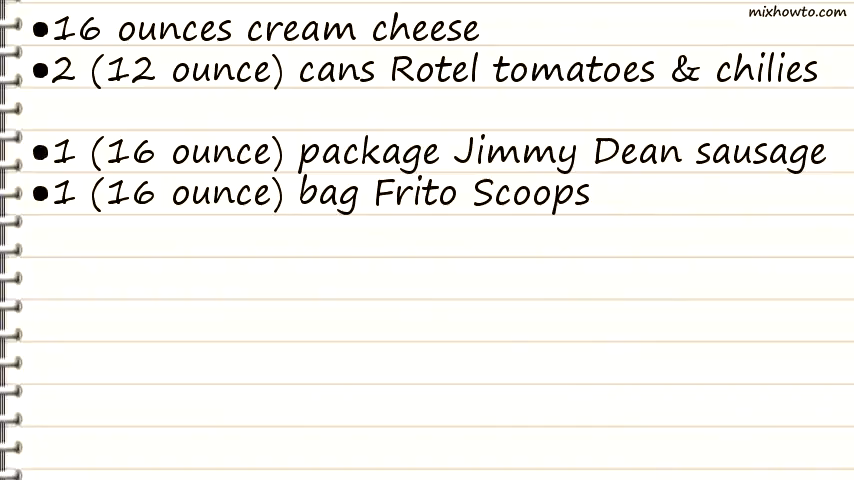 mixhowto.com
•16 ounces cream cheese
•2 (12 ounce) cans Rotel tomatoes & chilies
•1 (16 ounce) package Jimmy Dean sausage
•1 (16 ounce) bag Frito Scoops